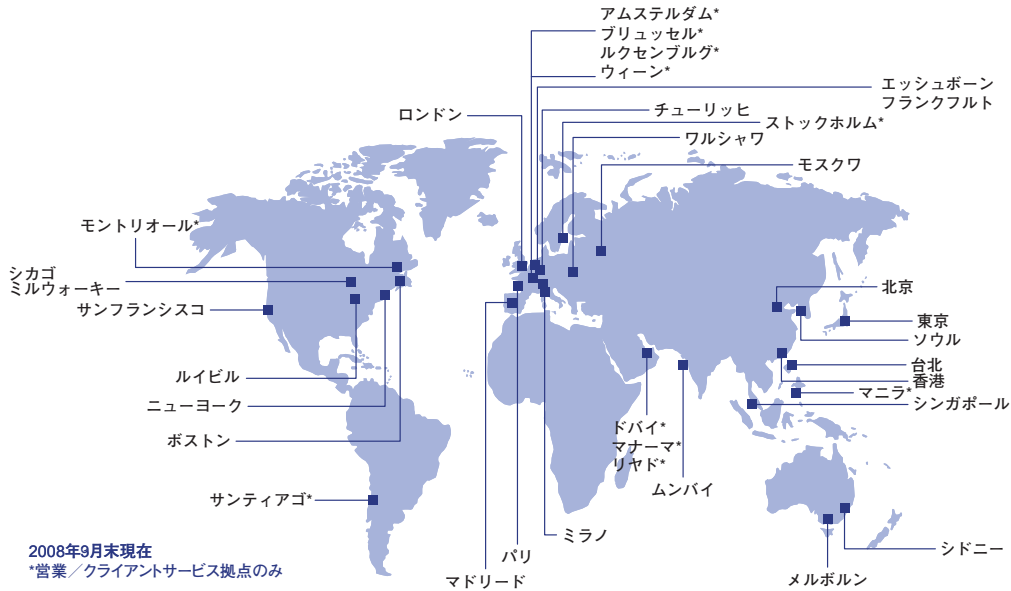 アムステルダム*
ブリュッセル*
ルクセンブルグ*
ウィーン*
エッシュボーン
フランクフルト
チューリッヒ
ロンドン
ストックホルム*
ワルシャワ
モスクワ
モントリオール*
シカゴ
ミルウォーキー
サンフランシスコ
北京
東京
ソウル
台北
香港
マニラ*
シンガポール
ルイビル
ニューヨーク
ボストン
ドバイ*
マナーマ*
リヤド*
ムンバイ
サンティアゴ*
ミラノ
パリ
マドリード
シドニー
メルボルン
2008年9月末現在
*営業／クライアントサービス拠点のみ